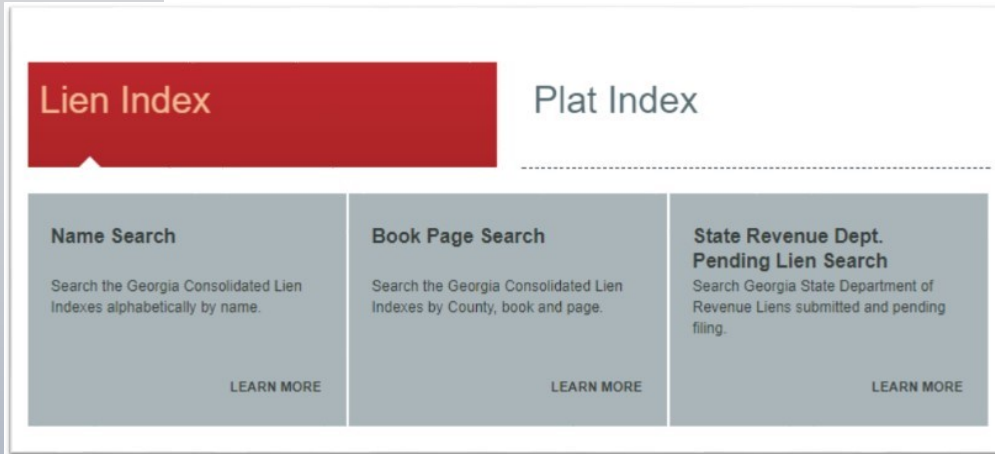 Lien Index
Plat Index
Name Search
Search the Georgia Consolidated Lien
Indexes alphabetically by name.
LEARN MORE
Book Page Search
Search the Georgia Consolidated Lien
Indexes by County, book and page.
LEARN MORE
State Revenue Dept.
Pending Lien Search
Search Georgia State Department of
Revenue Liens submitted and pending
filing.
LEARN MORE